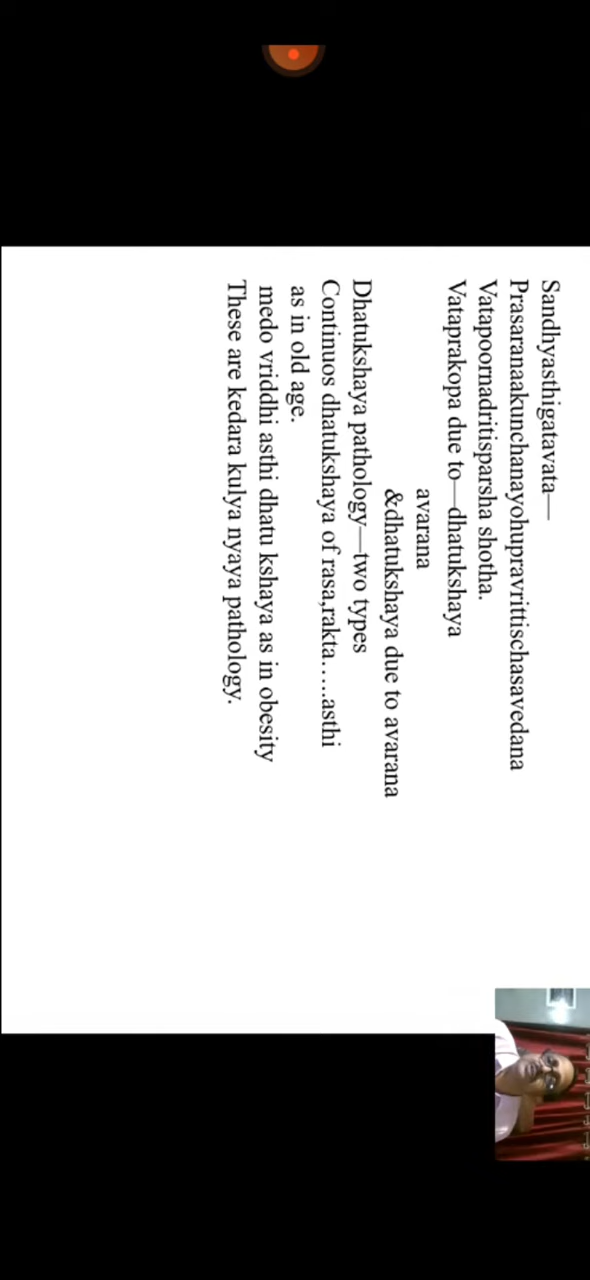 Sandhyasthigatavata—
Prasaranaakunchanayohupravrittischasavedana
Vatapoornadritisparsha shotha.
Vataprakopa due to—dhatukshaya
avarana
&dhatukshaya due to avarana
Dhatukshaya pathology—two types
Continuos dhatukshaya of rasa,rakta…..asthi
as in old age.
medo vriddhi asthi dhatu kshaya as in obesity
These are kedara kulya nyaya pathology.